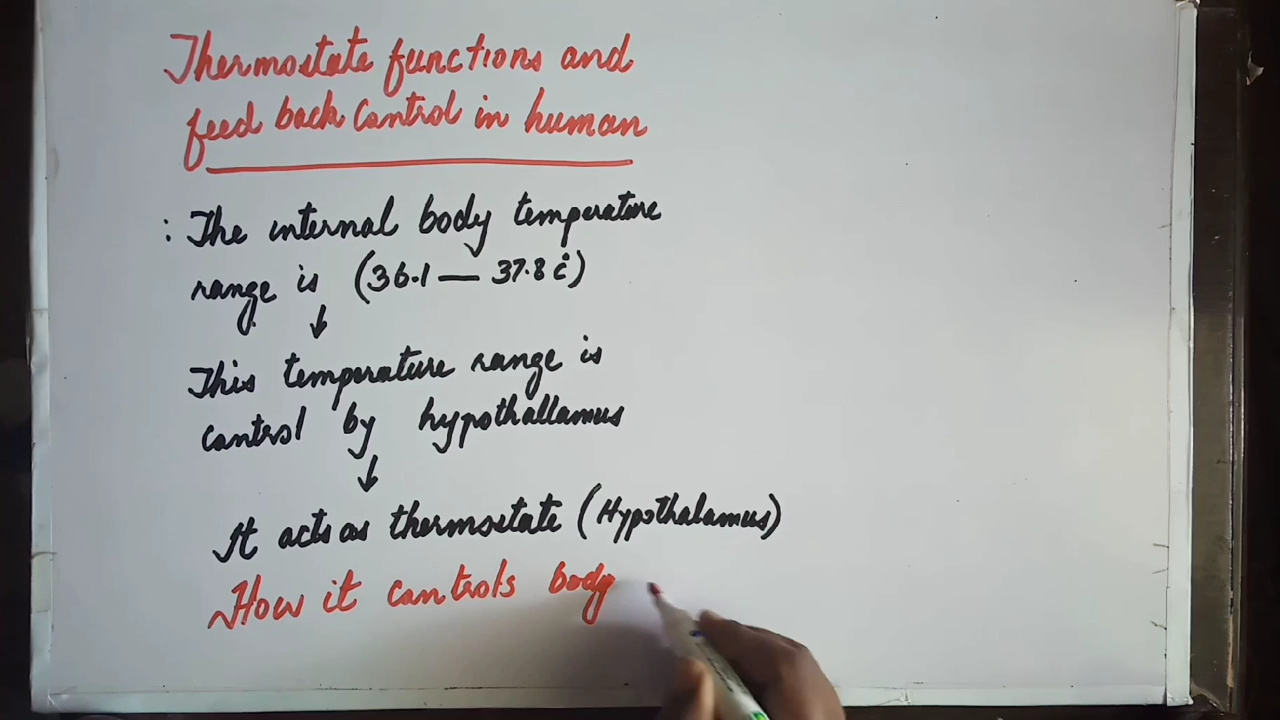 Thermostate functions and
feed back Control in human
: The internal body temperature
range is (36.1 — 37.8 c°)
↓
This temperature range is
control by hypothallamus
↓
It acts as thermostate (Hypothalamus)
How it controls body